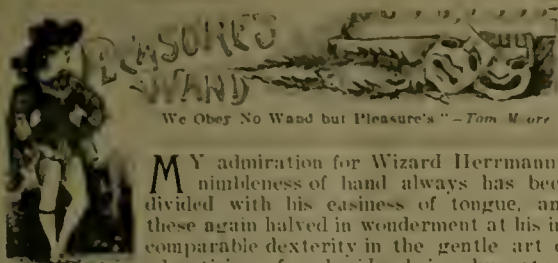 PLEASURE'S
WAND
We Obey No Wand but Pleasure's "—Tom
MY admiration for Wizard Herrmann
nimbleness of hand always has bee
divided with his easiness of tongue, an
these again halved in wonderment at his in
comparable dexterity in the gentle art